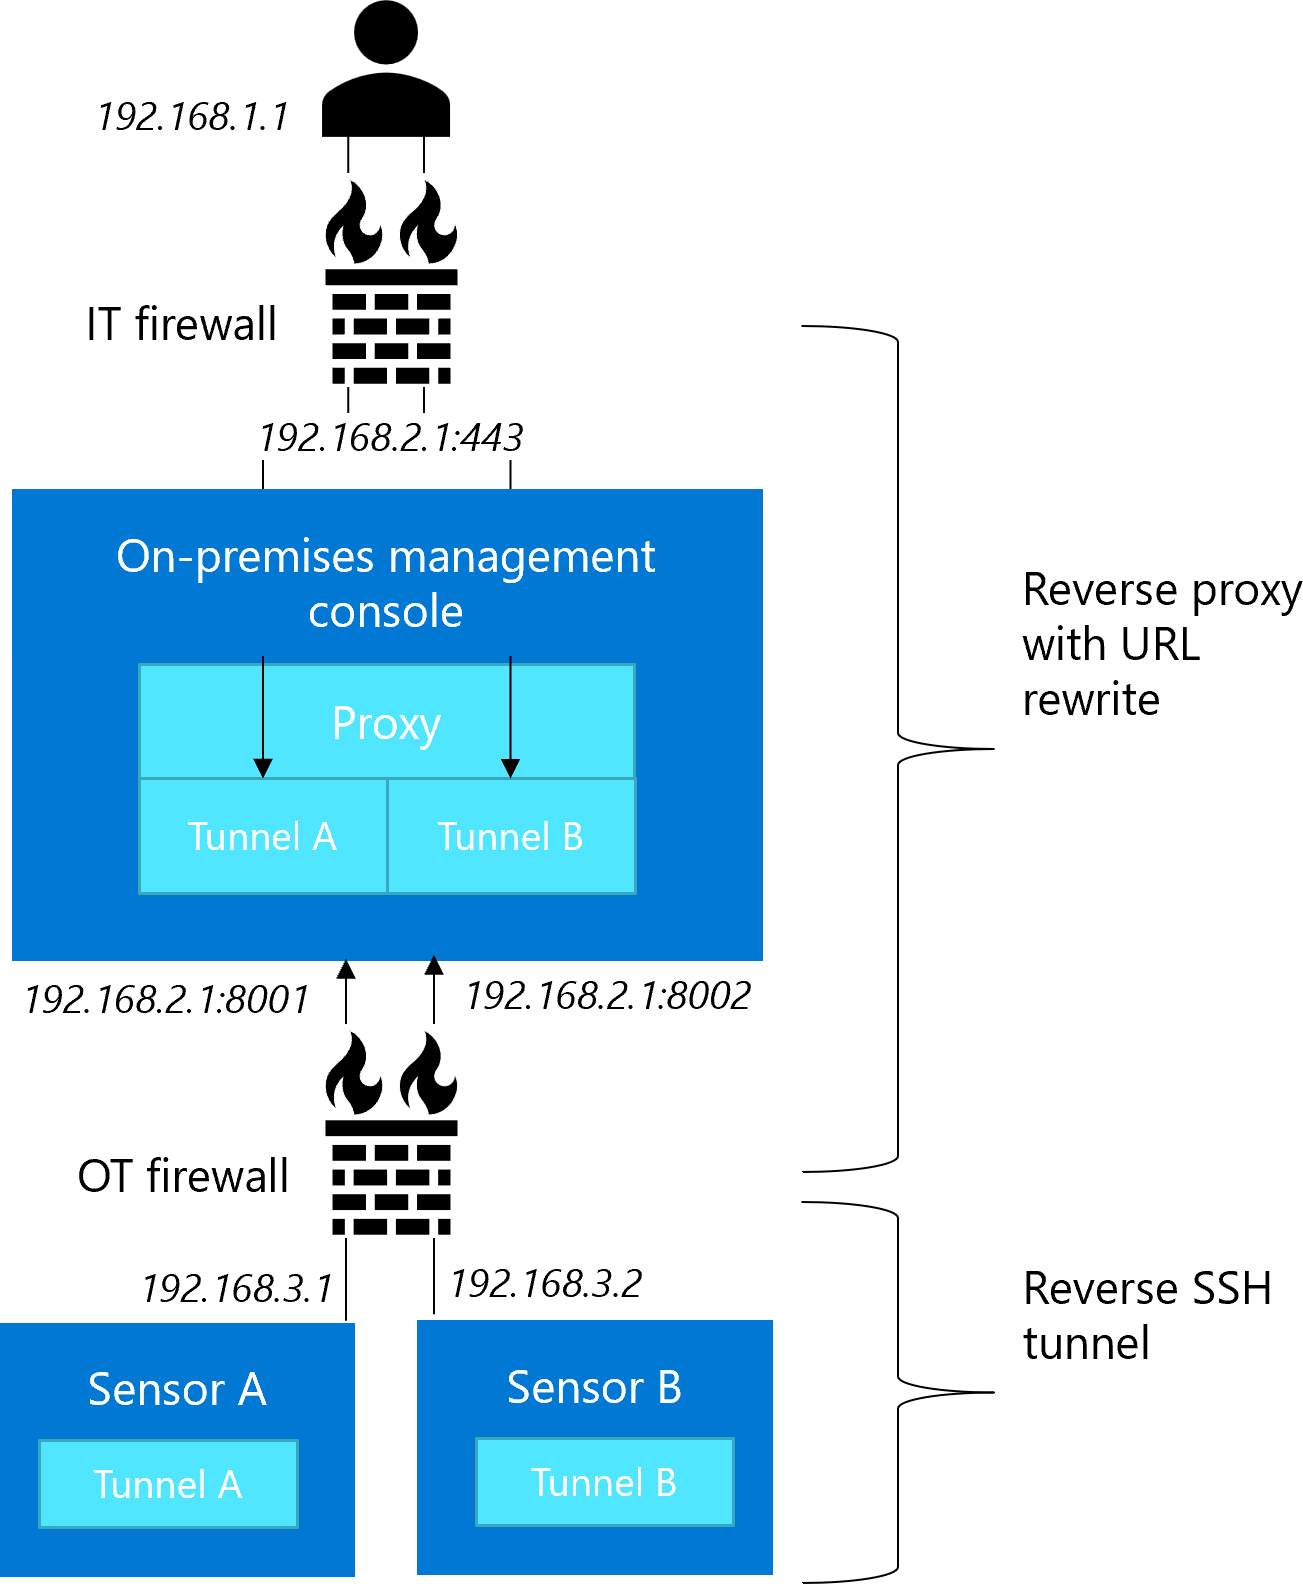 192.168.1.1
IT firewall
192.168.2.1:443
On-premises management
console
Proxy
Tunnel A
Tunnel B
Reverse proxy
with URL
rewrite
192.168.2.1:8001
192.168.2.1:8002
OT firewall
192.168.3.1
192.168.3.2
Sensor A
Tunnel A
Sensor B
Tunnel B
Reverse SSH
tunnel